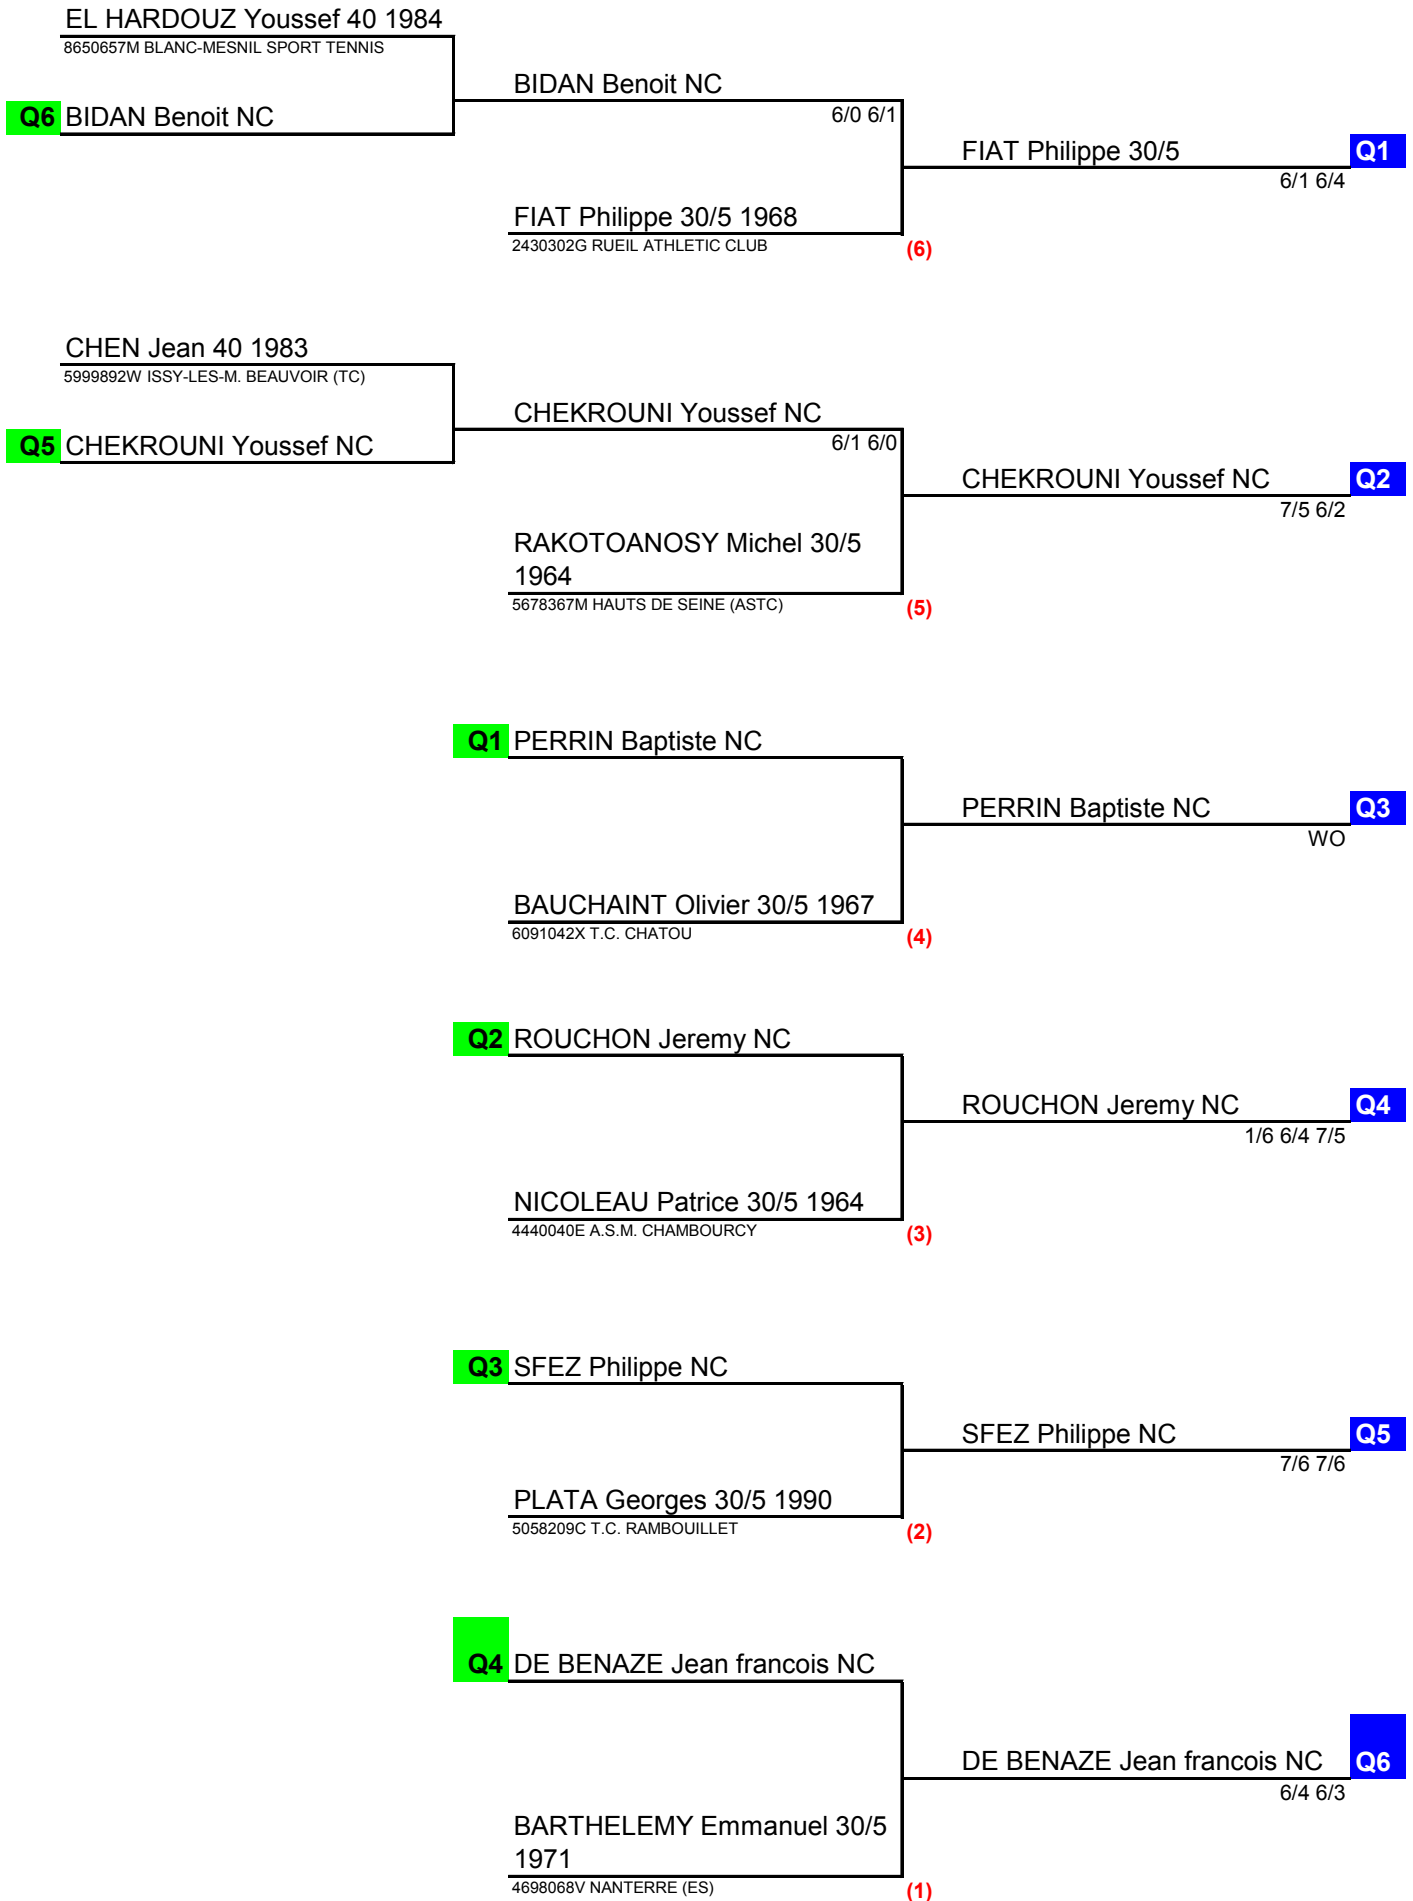 EL HARDOUZ Youssef 40 1984
8650657M BLANC-MESNIL SPORT TENNIS
BIDAN Benoit NC
Q6 BIDAN Benoit NC
6/0 6/1
FIAT Philippe 30/5 Q1
6/1 6/4
FIAT Philippe 30/5 1968
2430302G RUEIL ATHLETIC CLUB
(6)
CHEN Jean 40 1983
5999892W ISSY-LES-M. BEAUVOIR (TC)
CHEKROUNI Youssef NC
Q5 CHEKROUNI Youssef NC
6/1 6/0
CHEKROUNI Youssef NC Q2
7/5 6/2
RAKOTOANOSY Michel 30/5
1964
5678367M HAUTS DE SEINE (ASTC)
(5)
Q1 PERRIN Baptiste NC
PERRIN Baptiste NC Q3
WO
BAUCHAINT Olivier 30/5 1967
6091042X T.C. CHATOU
(4)
Q2 ROUCHON Jeremy NC
ROUCHON Jeremy NC Q4
1/6 6/4 7/5
NICOLEAU Patrice 30/5 1964
4440040E A.S.M. CHAMBOURCY
(3)
Q3 SFEZ Philippe NC
SFEZ Philippe NC Q5
7/6 7/6
PLATA Georges 30/5 1990
5058209C T.C. RAMBOUILLET
(2)
Q4 DE BENAZE Jean francois NC
DE BENAZE Jean francois NC Q6
6/4 6/3
BARTHELEMY Emmanuel 30/5
1971
4698068V NANTERRE (ES)
(1)